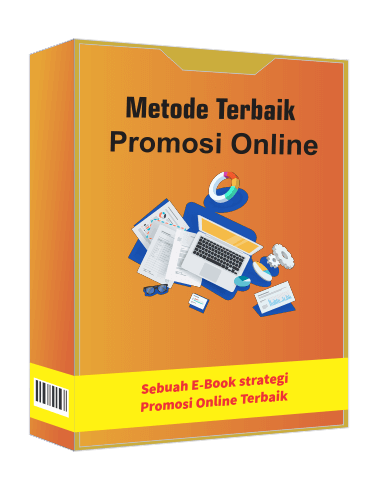 Metode Terbaik
Promosi Online
Sebuah E-Book strategi
Promosi Online Terbaik